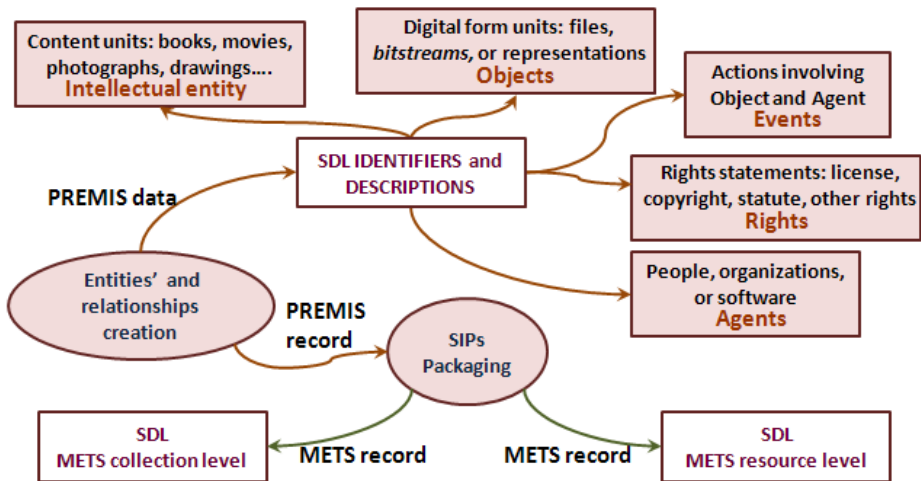 Content units: books, movies,
photographs, drawings....
Intellectual entity
Digital form units: files,
bitstreams, or representations
Objects
Actions involving
Object and Agent
Events
SDL IDENTIFIERS and
DESCRIPTIONS
PREMIS data
Rights statements: license,
copyright, statute, other rights
Rights
Entities’ and
relationships
creation
People, organizations,
or software
Agents
PREMIS
record
SIPs
Packaging
SDL
METS collection level
METS record
METS record
SDL
METS resource level